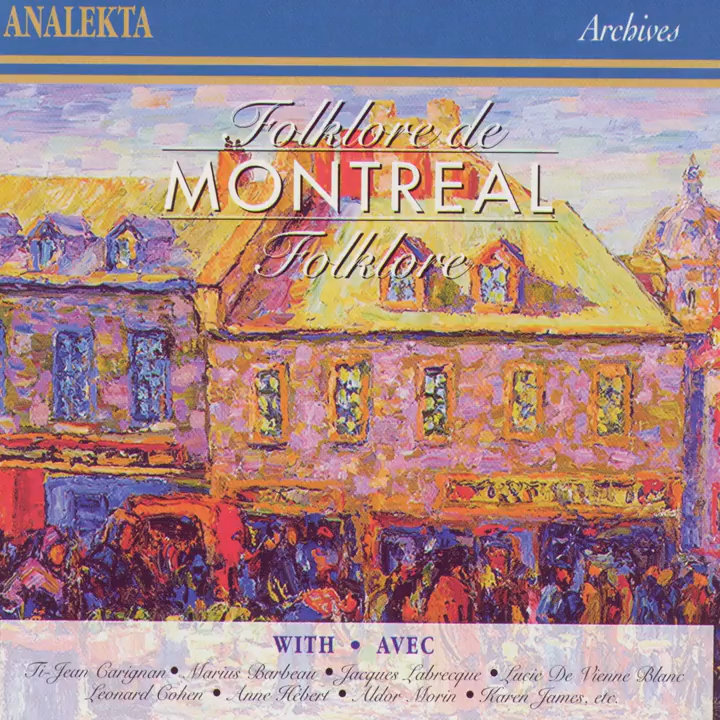 ANALEKTA
Archives
Folklore de
MONTREAL
Folklore
WITH • AVEC
Ti-Jean Carignan • Marius Barbeau • Jacques Labrecque • Lucie De Vienne Blanc
Leonard Cohen • Anne Hébert • Aldor Morin • Karen James, etc.